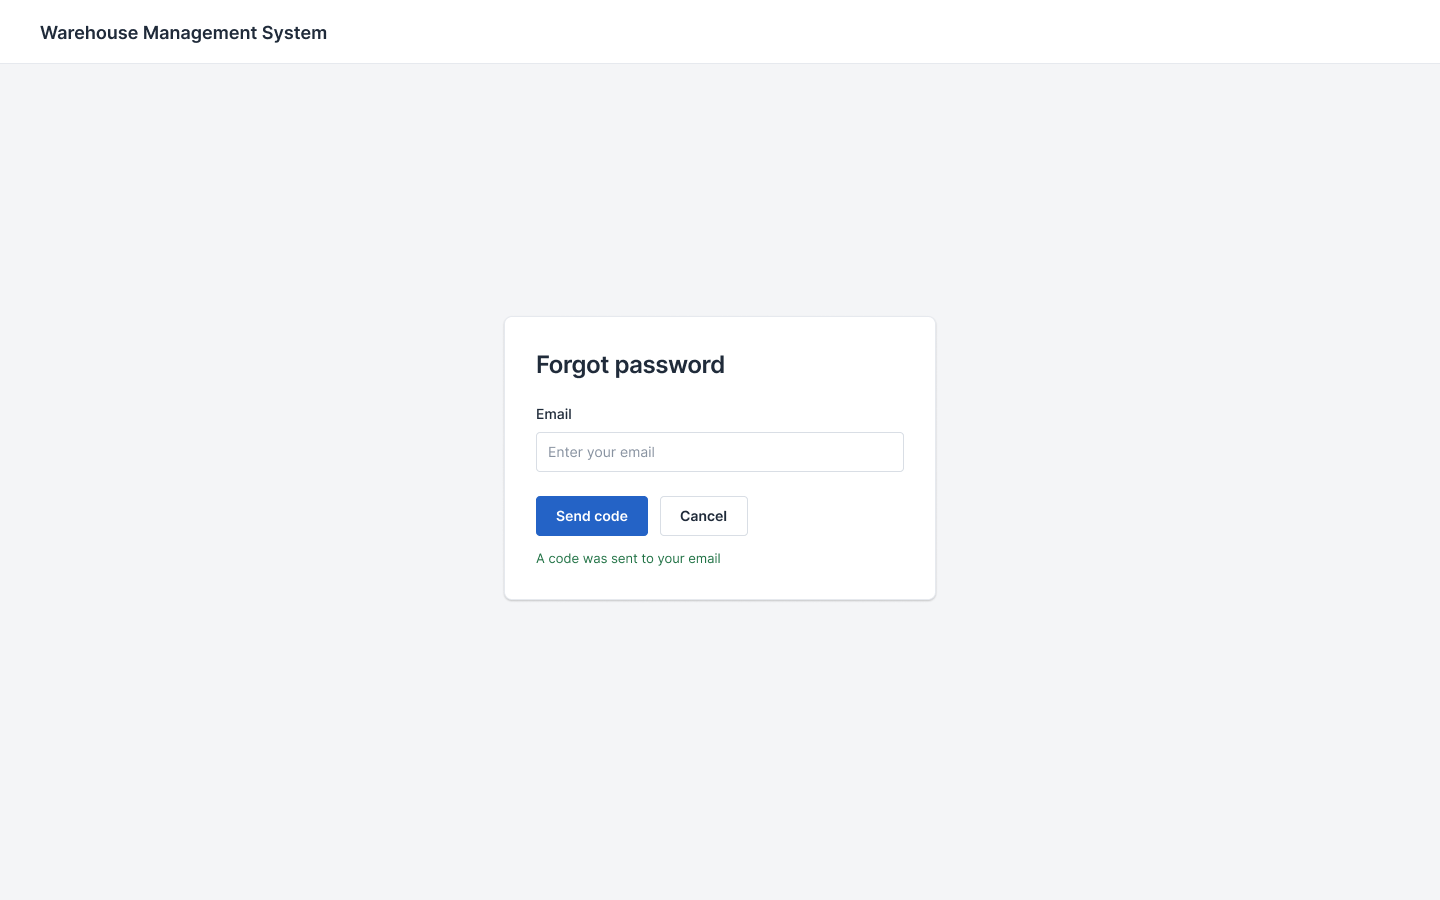 Warehouse Management System
Forgot password
Email
Enter your email
Send code
Cancel
A code was sent to your email